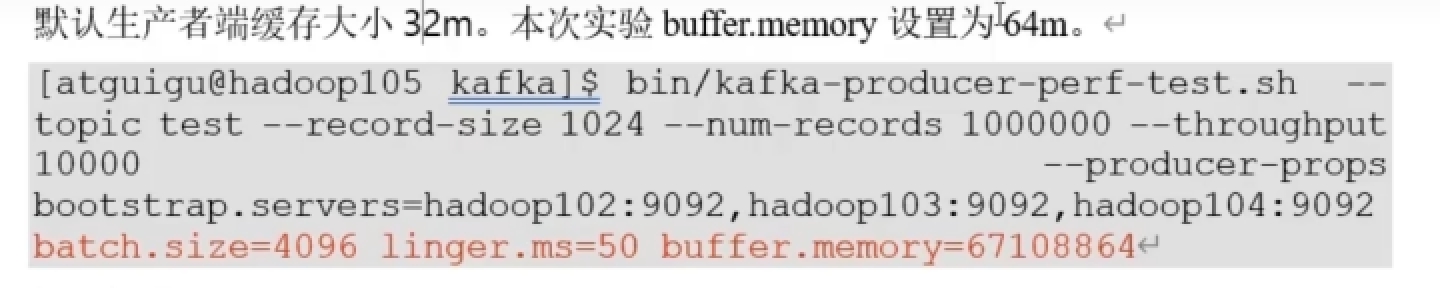 默认生产者端缓存大小 32m。本次实验 buffer.memory 设置为 64m。
[atguigu@hadoop105 kafka]$ bin/kafka-producer-perf-test.sh --
topic test --record-size 1024 --num-records 1000000 --throughput
10000 --producer-props
bootstrap.servers=hadoop102:9092,hadoop103:9092,hadoop104:9092
batch.size=4096 linger.ms=50 buffer.memory=67108864